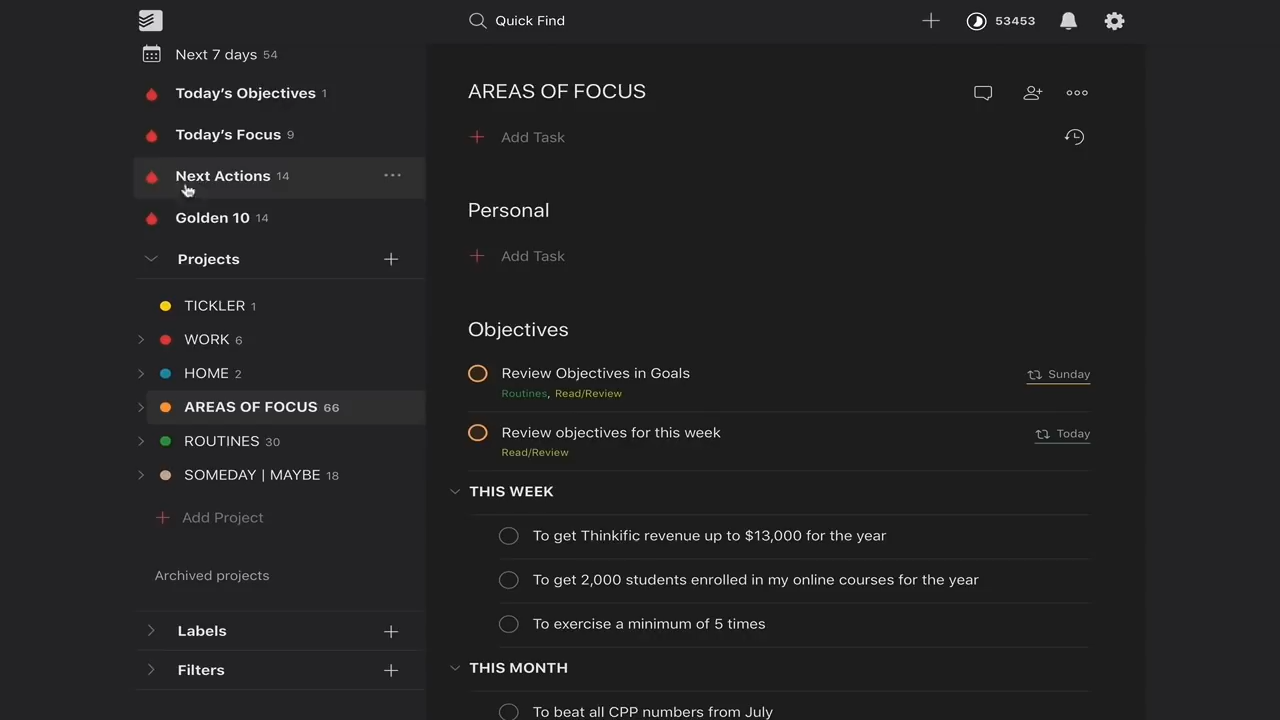 Quick Find
53453
Next 7 days 54
Today's Objectives 1
Today's Focus 9
Next Actions 14
Golden 10 14
Projects
TICKLER 1
WORK 6
HOME 2
AREAS OF FOCUS 66
ROUTINES 30
SOMEDAY | MAYBE 18
Add Project
Archived projects
Labels
Filters
AREAS OF FOCUS
Add Task
Personal
Add Task
Objectives
Review Objectives in Goals
Sunday
Routines, Read/Review
Review objectives for this week
Today
Read/Review
THIS WEEK
To get Thinkific revenue up to $13,000 for the year
To get 2,000 students enrolled in my online courses for the year
To exercise a minimum of 5 times
THIS MONTH
To beat all CPP numbers from July